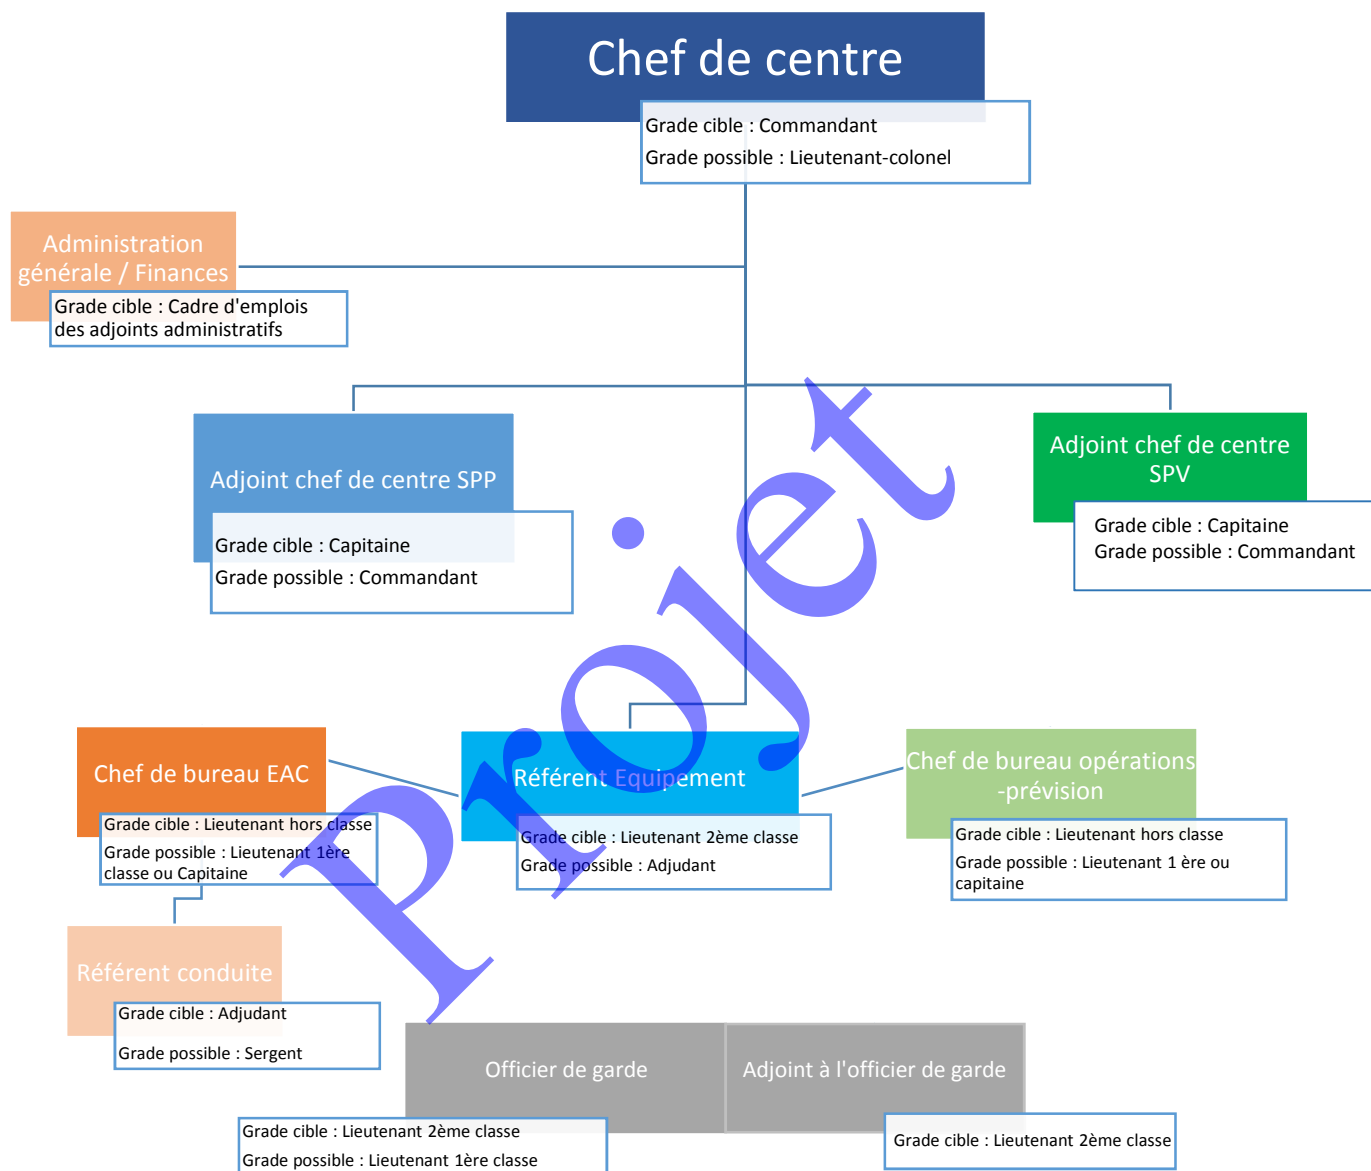 Chef de centre
Grade cible : Commandant
Grade possible : Lieutenant-colonel
Administration
générale / Finances
Grade cible : Cadre d'emplois
des adjoints administratifs
Adjoint chef de centre SPP
Grade cible : Capitaine
Grade possible : Commandant
Adjoint chef de centre
SPV
Grade cible : Capitaine
Grade possible : Commandant
Projet
Chef de bureau EAC
Grade cible : Lieutenant hors classe
Grade possible : Lieutenant 1ère
classe ou Capitaine
Référent Equipement
Grade cible : Lieutenant 2ème classe
Grade possible : Adjudant
Chef de bureau opérations
-prévision
Grade cible : Lieutenant hors classe
Grade possible : Lieutenant 1 ère ou
capitaine
Référent conduite
Grade cible : Adjudant
Grade possible : Sergent
Officier de garde
Grade cible : Lieutenant 2ème classe
Grade possible : Lieutenant 1ère classe
Adjoint à l'officier de garde
Grade cible : Lieutenant 2ème classe